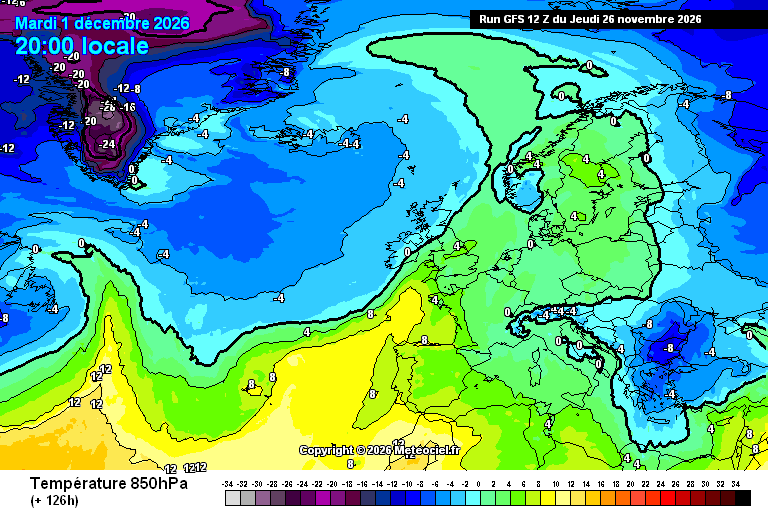 Mardi 1 décembre 2026
20:00 locale
Run GFS 12 Z du Jeudi 26 novembre 2026
Copyright © 2026 Meteociel.fr
Température 850hPa
(+ 126h)
-34 -32 -30 -28 -26 -24 -22 -20 -18 -16 -14 -12 -10 -8 -6 -4 -2 0 2 4 6 8 10 12 14 16 18 20 22 24 26 28 30 32 34